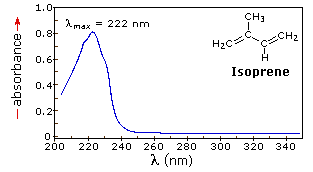 1.0
0.8
0.6
0.4
0.2
0
absorbance
λmax = 222 nm
CH3
H2C
CH2
C
C
H
Isoprene
200 220 240 260 280 300 320 340
λ (nm)